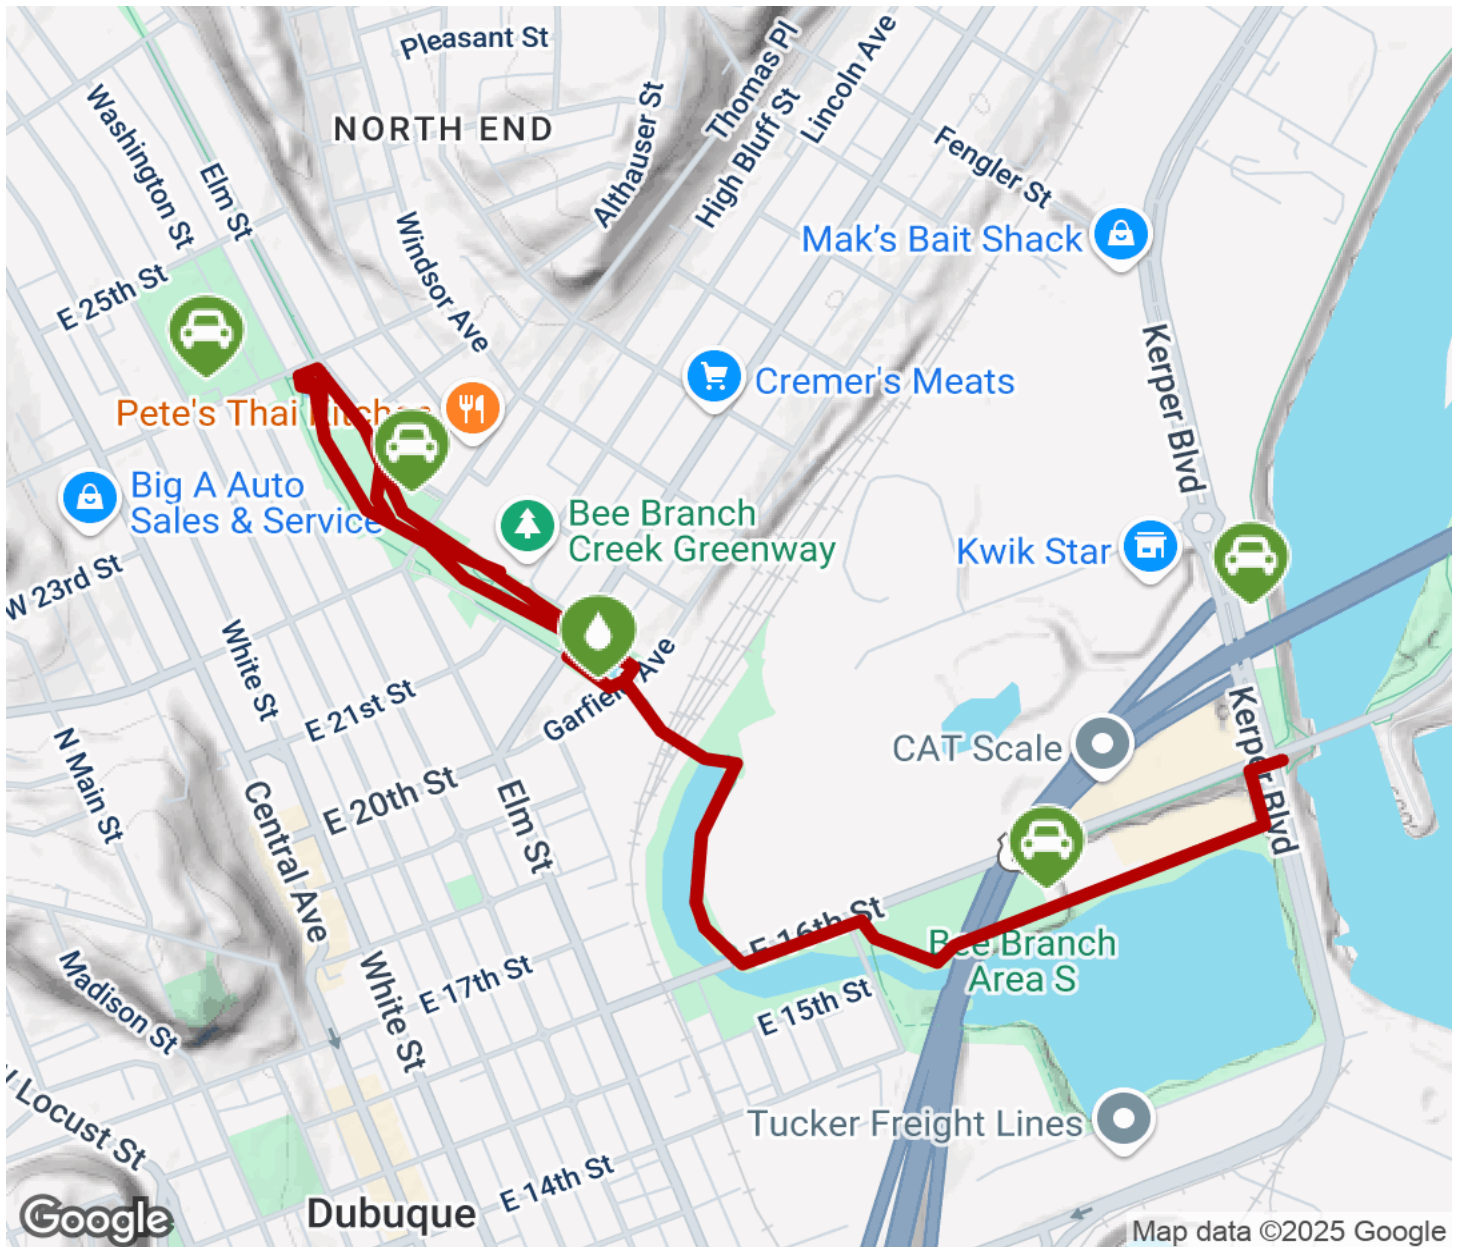 Pleasant St
Thomas Pl
Lincoln Ave
NORTH END
Washington St
Elm St
Althauser St
High Bluff St
Fengler St
Mak's Bait Shack
E 25th St
Windsor Ave
Kerper Blvd
Cremer's Meats
Pete's Thai Kitchen
Big A Auto
Sales & Service
Bee Branch
Creek Greenway
Kwik Star
W 23rd St
White St
E 21st St
Garfield Ave
N Main St
Kerper Blvd
CAT Scale
E 20th St
Elm St
Central Ave
E 16th St
Bee Branch
Area S
Madison St
White St
E 17th St
E 15th St
Locust St
Tucker Freight Lines
E 14th St
Dubuque
Google
Map data ©2025 Google